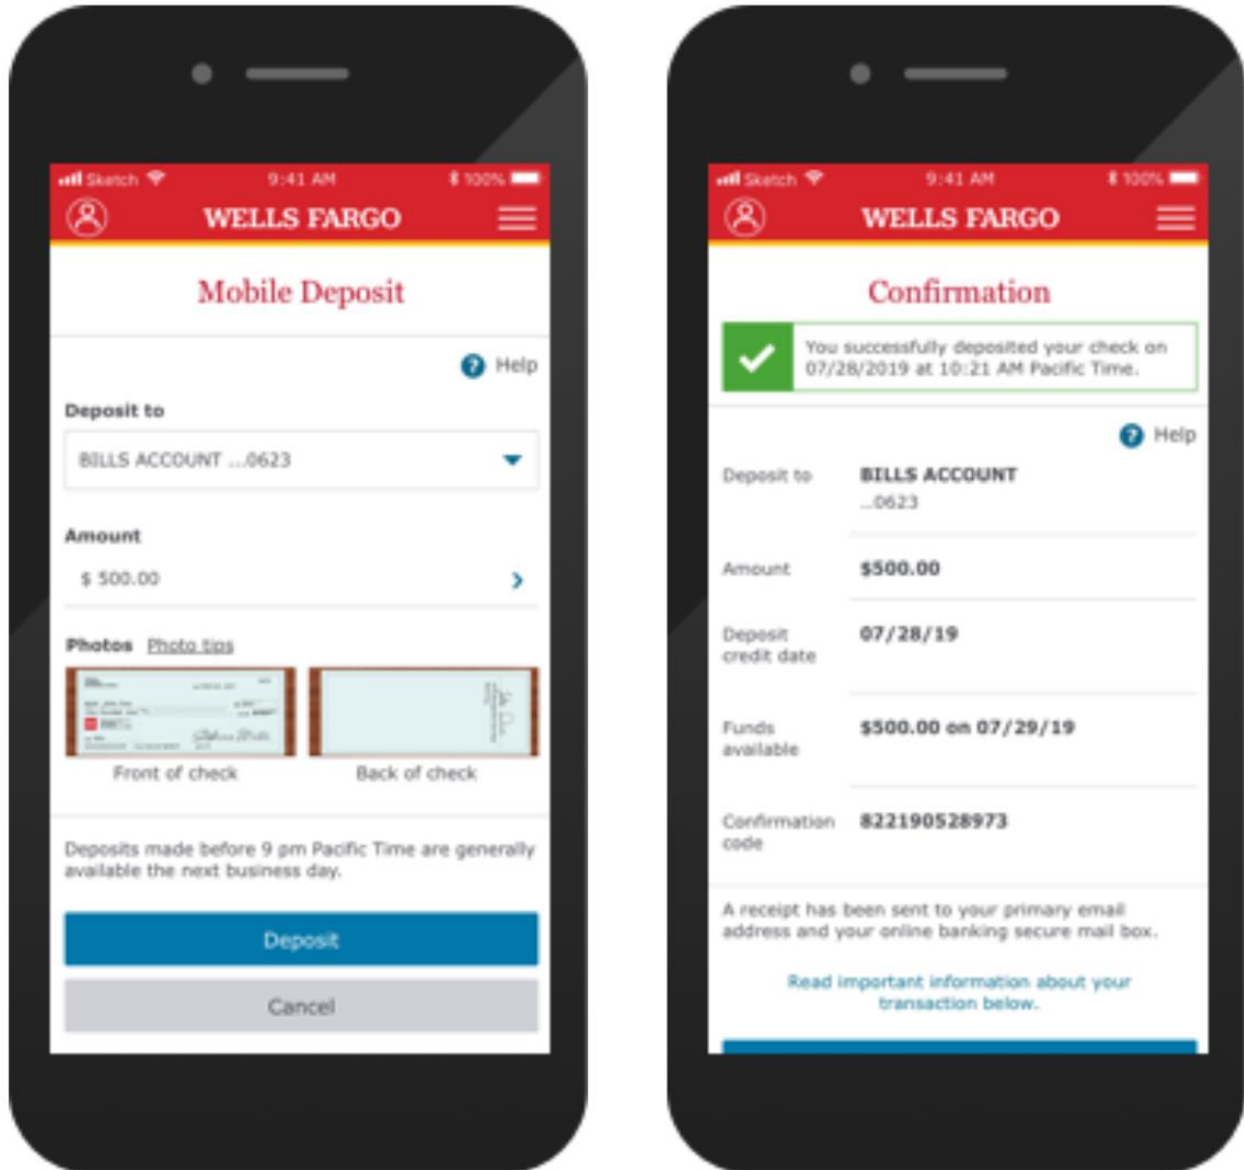 Sketch 9:41 AM 100%
WELLS FARGO
Mobile Deposit
? Help
Deposit to
BILLS ACCOUNT ...0623
Amount
$ 500.00
Photos Photo tips
Front of check Back of check
Deposits made before 9 pm Pacific Time are generally
available the next business day.
Deposit
Cancel
Sketch 9:41 AM 100%
WELLS FARGO
Confirmation
You successfully deposited your check on
07/28/2019 at 10:21 AM Pacific Time.
? Help
Deposit to BILLS ACCOUNT
...0623
Amount $500.00
Deposit
credit date 07/28/19
Funds
available $500.00 on 07/29/19
Confirmation
code 822190528973
A receipt has been sent to your primary email
address and your online banking secure mail box.
Read important information about your
transaction below.